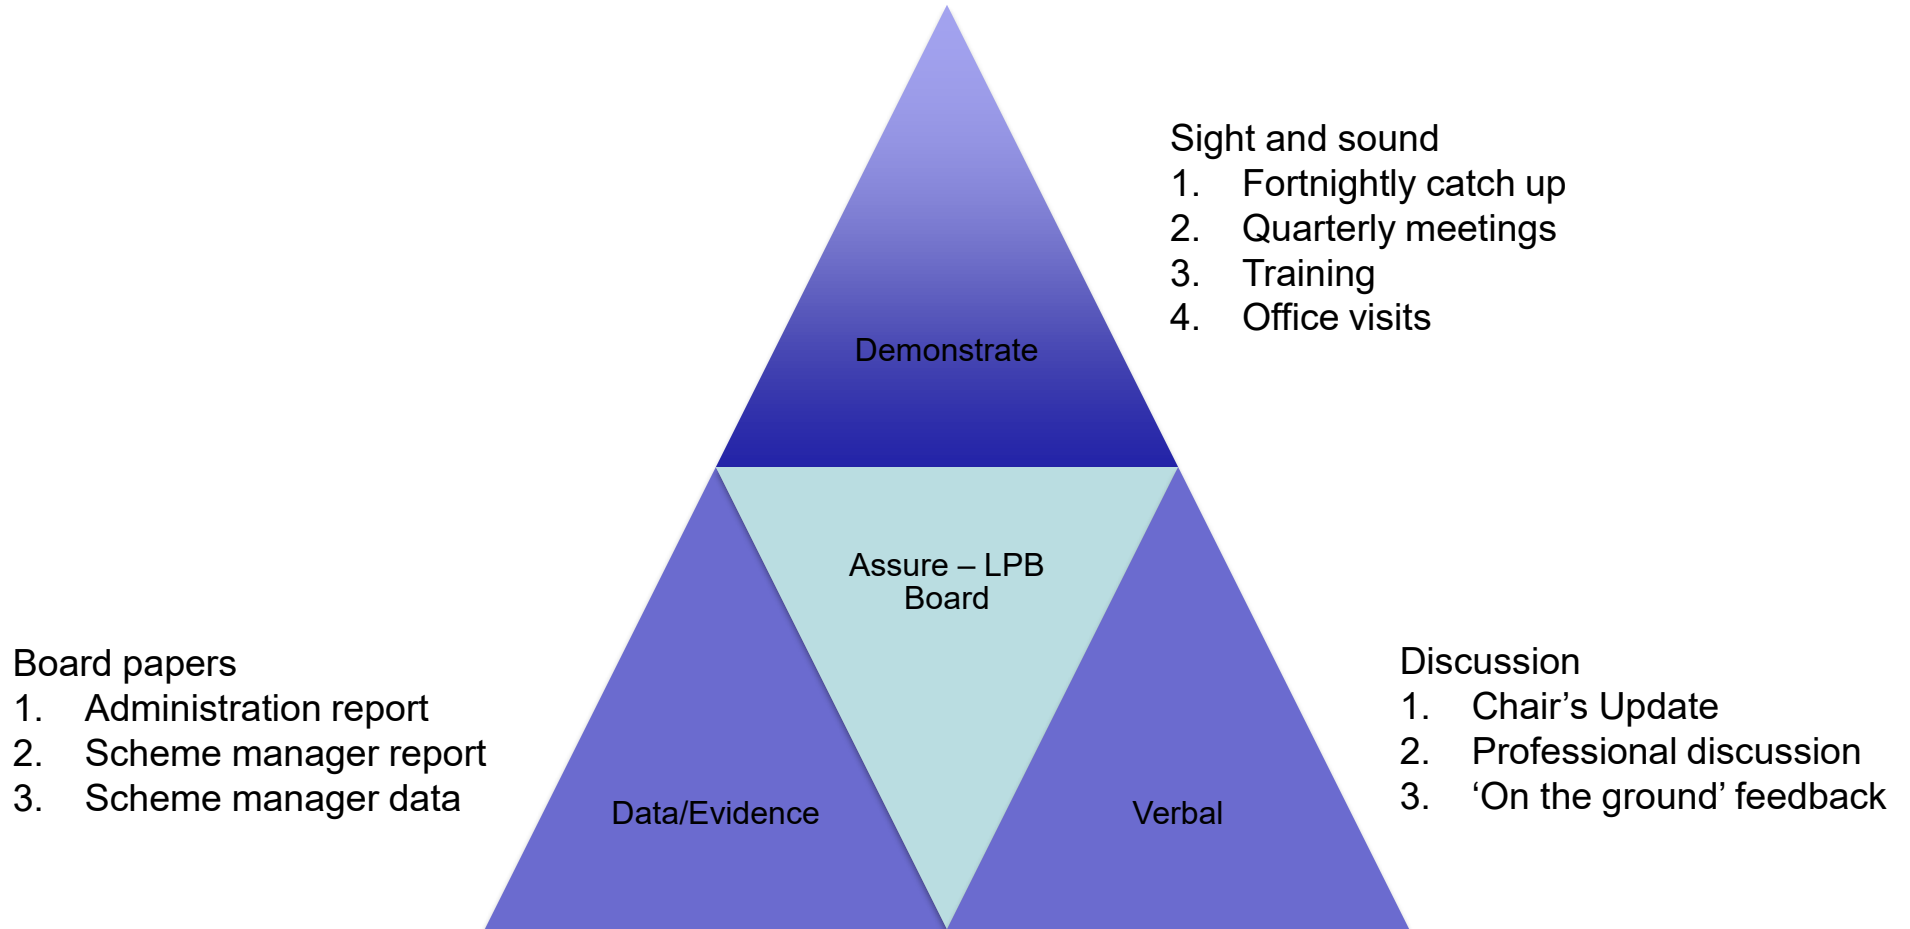 Sight and sound
1. Fortnightly catch up
2. Quarterly meetings
3. Training
4. Office visits
Demonstrate
Assure – LPB
Board
Board papers
1. Administration report
2. Scheme manager report
3. Scheme manager data
Data/Evidence
Verbal
Discussion
1. Chair’s Update
2. Professional discussion
3. ‘On the ground’ feedback